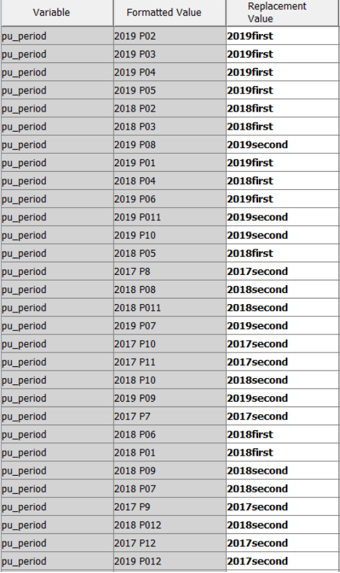 Variable Formatted Value Replacement Value
pu_period 2019 P02 2019first
pu_period 2019 P03 2019first
pu_period 2019 P04 2019first
pu_period 2019 P05 2019first
pu_period 2018 P02 2018first
pu_period 2018 P03 2018first
pu_period 2019 P08 2019second
pu_period 2019 P01 2019first
pu_period 2018 P04 2018first
pu_period 2019 P06 2019first
pu_period 2019 P011 2019second
pu_period 2019 P10 2019second
pu_period 2018 P05 2018first
pu_period 2017 P8 2017second
pu_period 2018 P08 2018second
pu_period 2018 P011 2018second
pu_period 2019 P07 2019second
pu_period 2017 P10 2017second
pu_period 2017 P11 2017second
pu_period 2018 P10 2018second
pu_period 2019 P09 2019second
pu_period 2017 P7 2017second
pu_period 2018 P06 2018first
pu_period 2018 P01 2018first
pu_period 2018 P09 2018second
pu_period 2018 P07 2018second
pu_period 2017 P9 2017second
pu_period 2018 P012 2018second
pu_period 2017 P12 2017second
pu_period 2019 P012 2017second